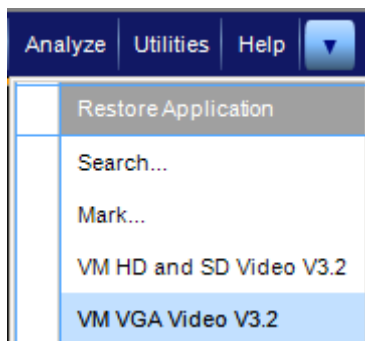 Analyze Utilities Help
Restore Application
Search...
Mark...
VM HD and SD Video V3.2
VM VGA Video V3.2